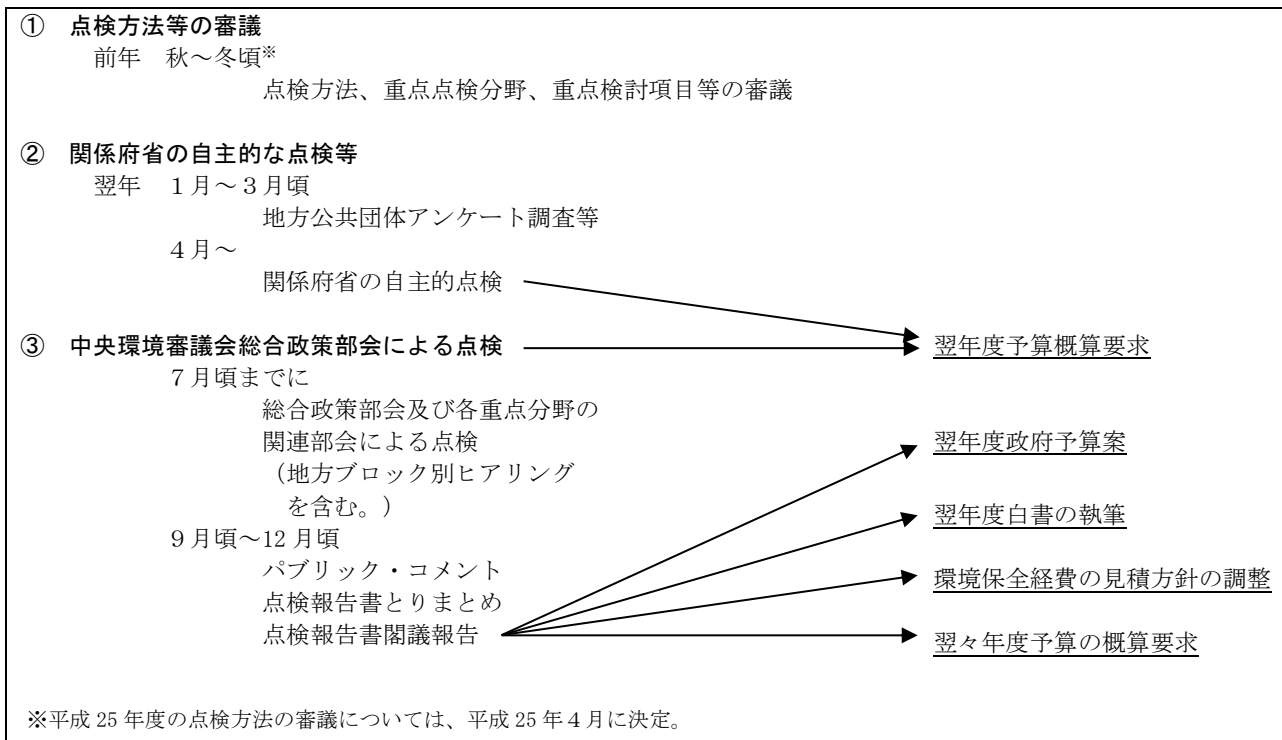 ① 点検方法等の審議
前年 秋～冬頃※
点検方法、重点点検分野、重点検討項目等の審議
② 関係府省の自主的な点検等
翌年 １月～３月頃
地方公共団体アンケート調査等
４月～
関係府省の自主的点検
③ 中央環境審議会総合政策部会による点検
翌年度予算概算要求
７月頃までに
総合政策部会及び各重点分野の
関連部会による点検
（地方ブロック別ヒアリング
を含む。）
翌年度政府予算案
翌年度白書の執筆
９月頃～12 月頃
パブリック・コメント
環境保全経費の見積方針の調整
点検報告書とりまとめ
点検報告書閣議報告
翌々年度予算の概算要求
※平成 25 年度の点検方法の審議については、平成 25 年４月に決定。